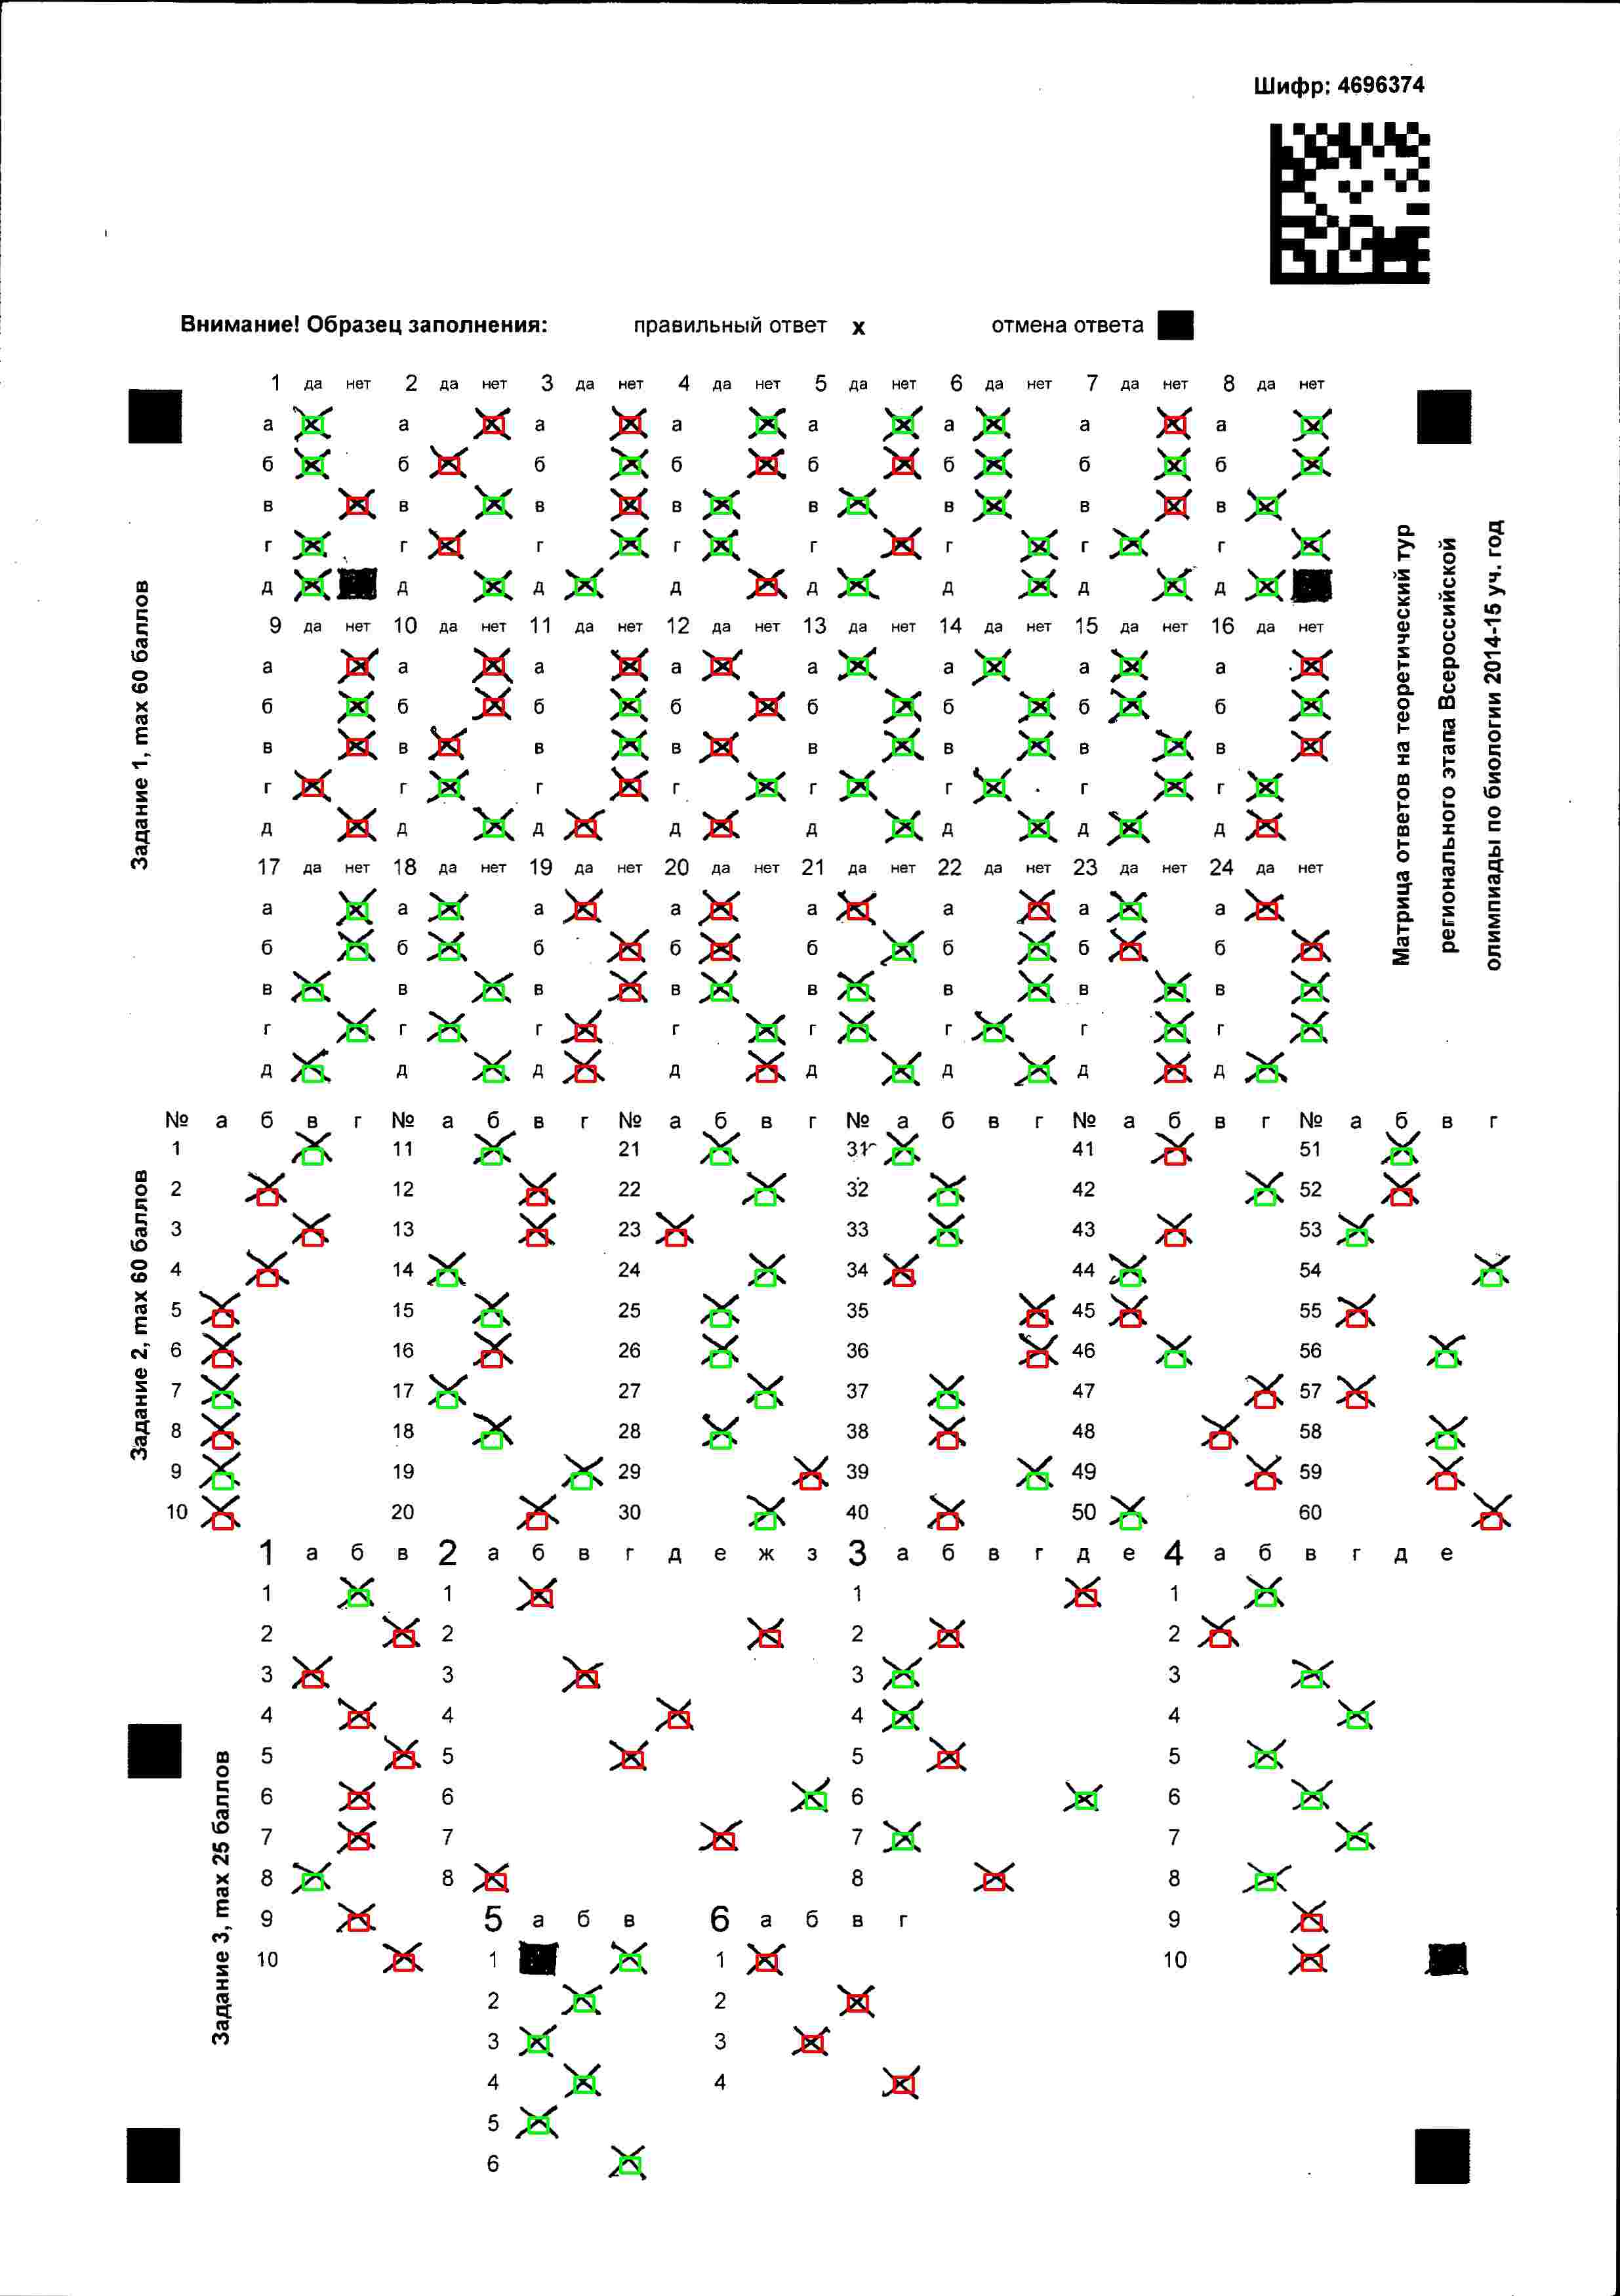 Шифр: 4696374
Внимание! Образец заполнения: правильный ответ x отмена ответа
Матрица ответов на теоретический тур
регионального этапа Всероссийской
олимпиады по биологии 2014-15 уч. год
Задание 1, max 60 баллов
1 да нет 2 да нет 3 да нет 4 да нет 5 да нет 6 да нет 7 да нет 8 да нет
а а а а а а а а
б б б б б б б б
в в в в в в в в
г г г г г г г г
д д д д д д д д
9 да нет 10 да нет 11 да нет 12 да нет 13 да нет 14 да нет 15 да нет 16 да нет
а а а а а а а а
б б б б б б б б
в в в в в в в в
г г г г г г г г
д д д д д д д д
17 да нет 18 да нет 19 да нет 20 да нет 21 да нет 22 да нет 23 да нет 24 да нет
а а а а а а а а
б б б б б б б б
в в в в в в в в
г г г г г г г г
д д д д д д д д
Задание 2, max 60 баллов
№ а б в г № а б в г № а б в г № а б в г № а б в г № а б в г
1 11 21 31 41 51
2 12 22 32 42 52
3 13 23 33 43 53
4 14 24 34 44 54
5 15 25 35 45 55
6 16 26 36 46 56
7 17 27 37 47 57
8 18 28 38 48 58
9 19 29 39 49 59
10 20 30 40 50 60
Задание 3, max 25 баллов
1 а б в 2 а б в г д е ж з 3 а б в г д е 4 а б в г д е
1 1 1 1
2 2 2 2
3 3 3 3
4 4 4 4
5 5 5 5
6 6 6 6
7 7 7 7
8 8 8 8
9 5 а б в 6 а б в г 9
10 1 1 10
2 2
3 3
4 4
5
6